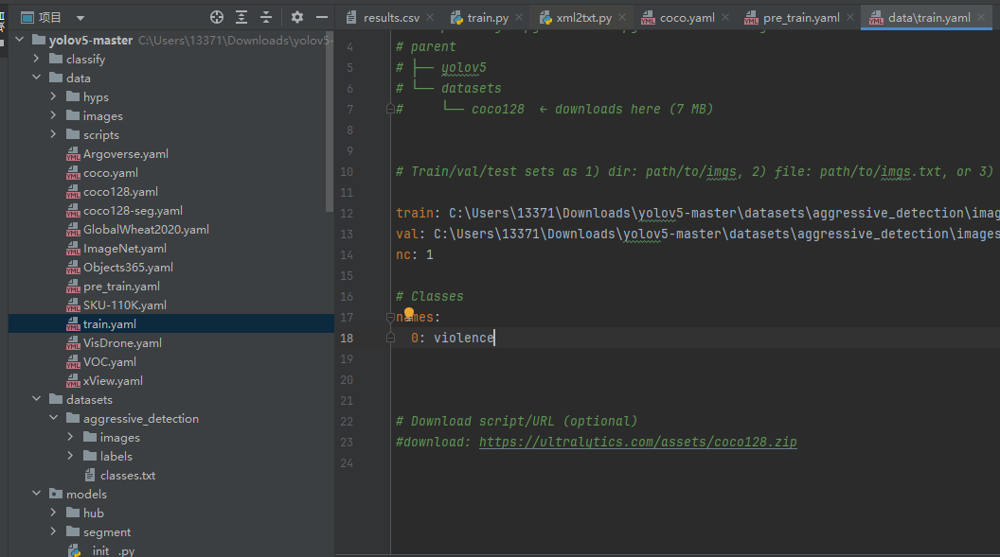 项目
results.csv
train.py
xml2txt.py
coco.yaml
pre_train.yaml
data\train.yaml
yolov5-master C:\Users\13371\Downloads\yolov5-
classify
data
hyps
images
scripts
Argoverse.yaml
coco.yaml
coco128.yaml
coco128-seg.yaml
GlobalWheat2020.yaml
ImageNet.yaml
Objects365.yaml
pre_train.yaml
SKU-110K.yaml
train.yaml
VisDrone.yaml
VOC.yaml
xView.yaml
datasets
aggressive_detection
images
labels
classes.txt
models
hub
segment
__init__.py
4 # parent
5 # ├── yolov5
6 # └── datasets
7 #     └── coco128  ← downloads here (7 MB)
8
9
10 # Train/val/test sets as 1) dir: path/to/imgs, 2) file: path/to/imgs.txt, or 3)
11
12 train: C:\Users\13371\Downloads\yolov5-master\datasets\aggressive_detection\imag
13 val: C:\Users\13371\Downloads\yolov5-master\datasets\aggressive_detection\images
14 nc: 1
15
16 # Classes
17 names:
18   0: violence
19
20
21
22 # Download script/URL (optional)
23 #download: https://ultralytics.com/assets/coco128.zip
24